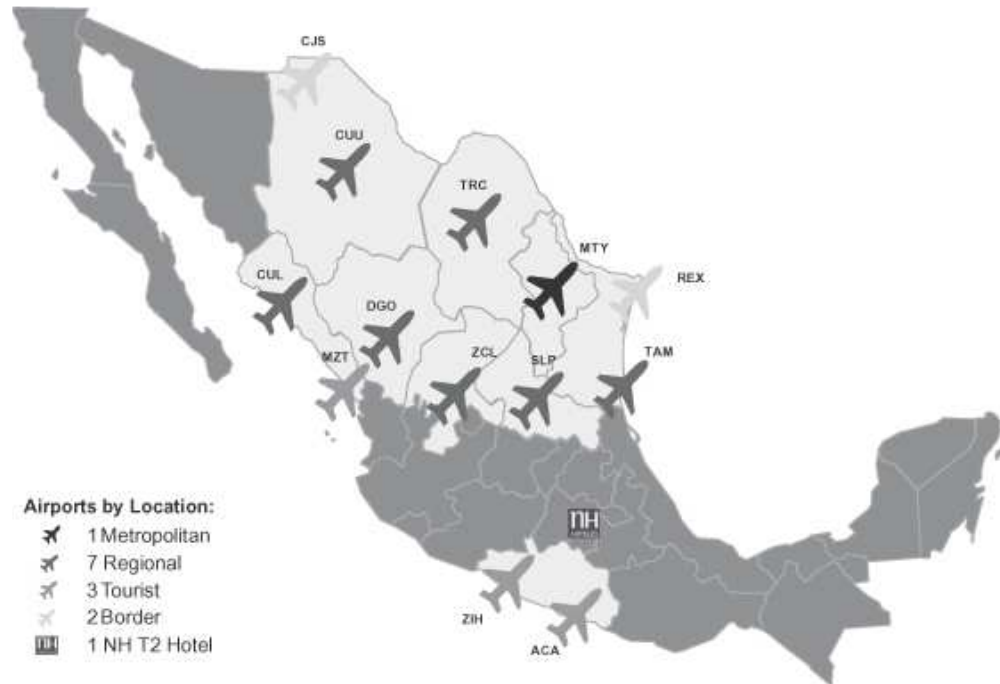 CJS
CUU
TRC
MTY
CUL
REX
DGO
MZT
ZCL
SLP
TAM
Airports by Location:
1 Metropolitan
7 Regional
3 Tourist
2 Border
nH 1 NH T2 Hotel
nH
ZIH
ACA